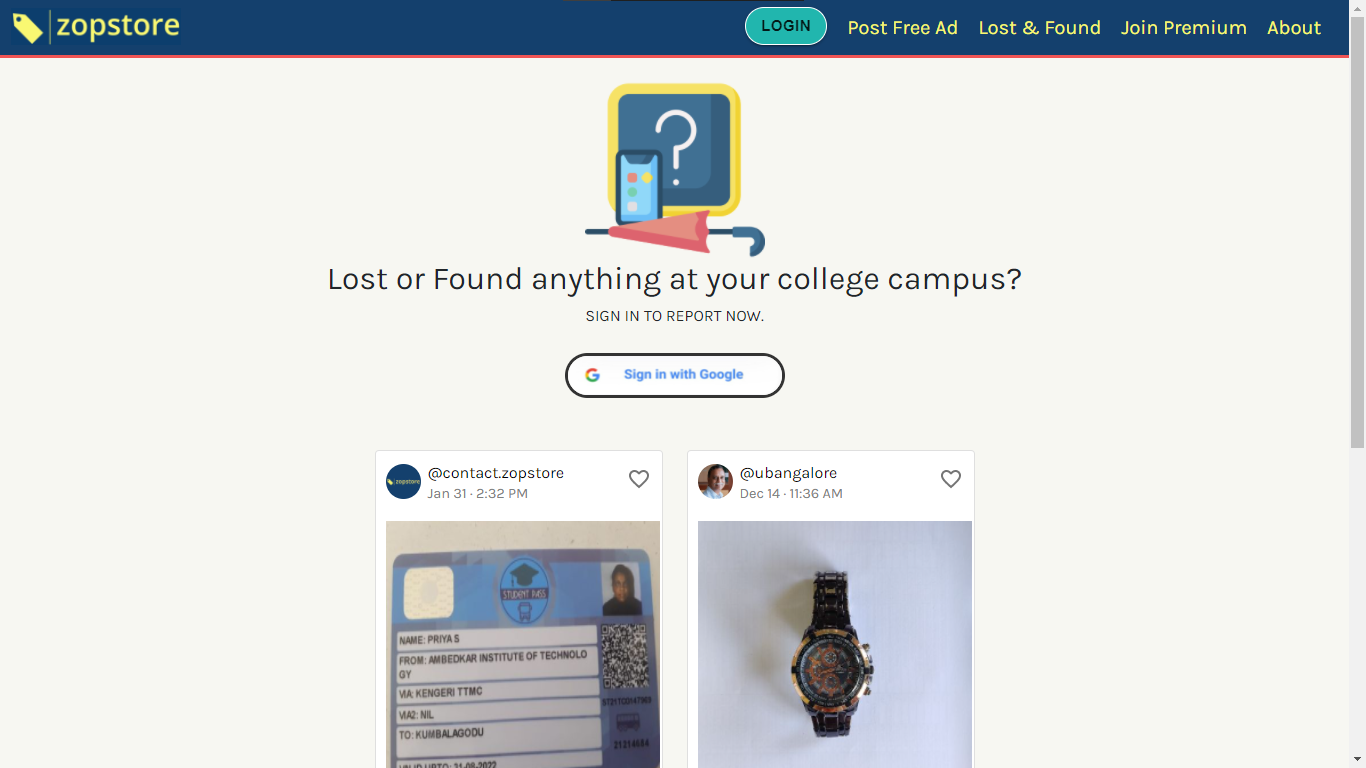 zopstore
LOGIN
Post Free Ad
Lost & Found
Join Premium
About
?
Lost or Found anything at your college campus?
SIGN IN TO REPORT NOW.
Sign in with Google
zopstore
@contact.zopstore
Jan 31 · 2:32 PM
@ubangalore
Dec 14 · 11:36 AM
STUDENT PASS
NAME: PRIYA S
FROM: AMBEDKAR INSTITUTE OF TECHNOLO
GY
VIA: KENGERI TTMC
VIA2: NIL
TO: KUMBALAGODU
VALID UPTO: 31-08-2022
21214684